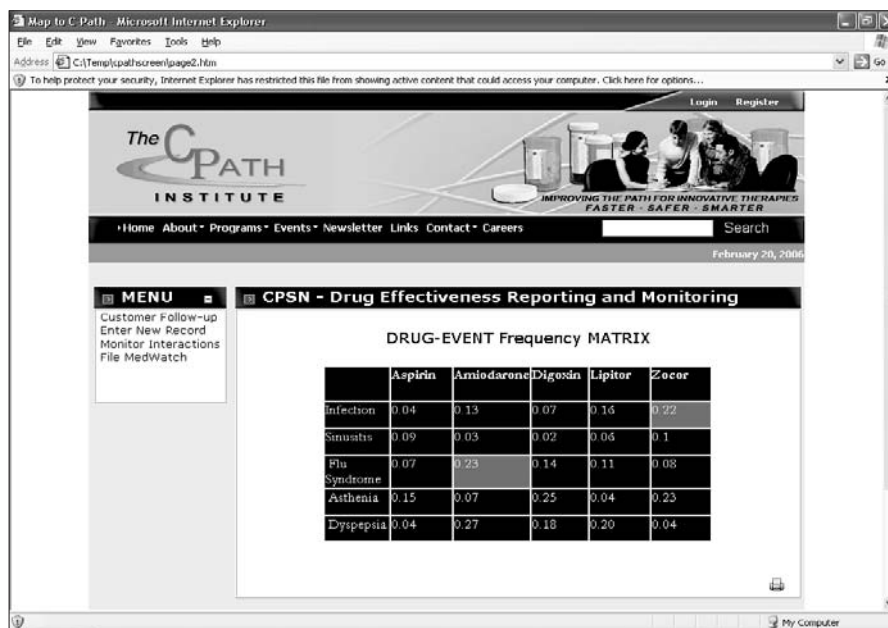 Map to C-Path - Microsoft Internet Explorer
File Edit View Favorites Tools Help
Address C:\Temp\cpathscreen\page2.htm Go
To help protect your security, Internet Explorer has restricted this file from showing active content that could access your computer. Click here for options...
Login Register
The
C PATH
INSTITUTE
IMPROVING THE PATH FOR INNOVATIVE THERAPIES
FASTER - SAFER - SMARTER
Home About Programs Events Newsletter Links Contact Careers Search
February 20, 2006
MENU
Customer Follow-up
Enter New Record
Monitor Interactions
File MedWatch
CPSN - Drug Effectiveness Reporting and Monitoring
DRUG-EVENT Frequency MATRIX
Aspirin Amiodarone Digoxin Lipitor Zocor
Infection 0.04 0.13 0.07 0.16 0.22
Sinusitis 0.09 0.03 0.02 0.06 0.1
Flu Syndrome 0.07 0.23 0.14 0.11 0.08
Asthenia 0.15 0.07 0.25 0.04 0.23
Dyspepsia 0.04 0.27 0.18 0.20 0.04
My Computer